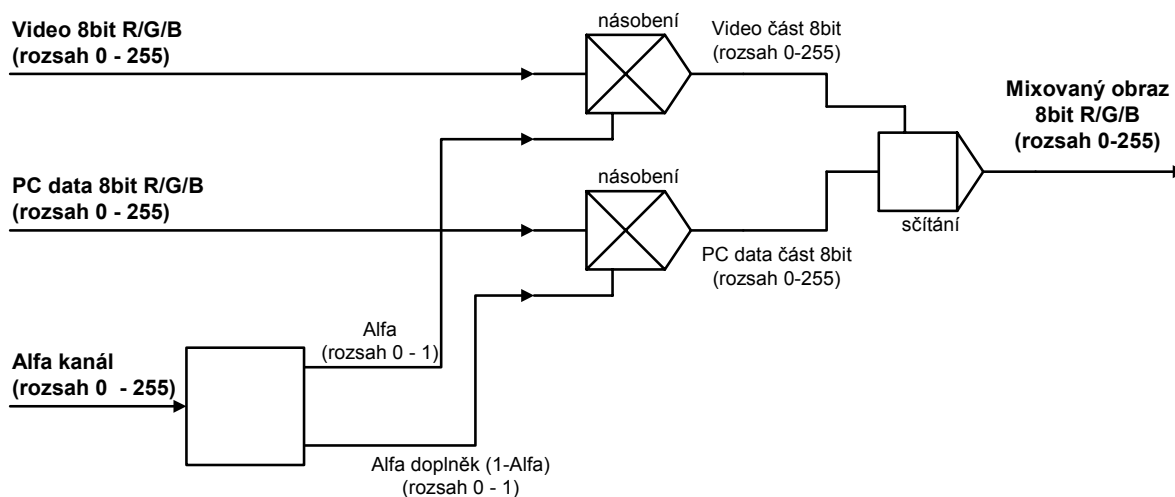 Video 8bit R/G/B
(rozsah 0 - 255)
násobení
Video část 8bit
(rozsah 0-255)
Mixovaný obraz
8bit R/G/B
(rozsah 0-255)
PC data 8bit R/G/B
(rozsah 0 - 255)
násobení
sčítání
PC data část 8bit
(rozsah 0-255)
Alfa
(rozsah 0 - 1)
Alfa kanál
(rozsah 0 - 255)
Alfa doplněk (1-Alfa)
(rozsah 0 - 1)